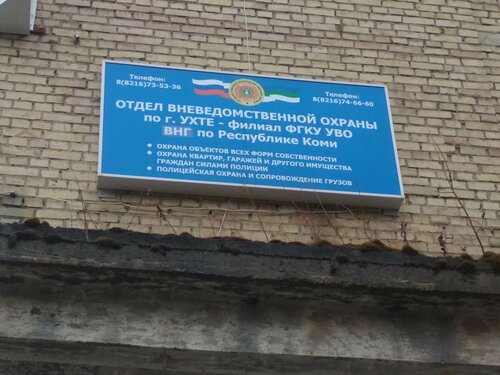 Телефон:
8(8216)73-53-36
Телефон:
8(8216)74-66-60
ОТДЕЛ ВНЕВЕДОМСТВЕННОЙ ОХРАНЫ
по г. УХТЕ - филиал ФГКУ УВО
ВНГ по Республике Коми
• ОХРАНА ОБЪЕКТОВ ВСЕХ ФОРМ СОБСТВЕННОСТИ
• ОХРАНА КВАРТИР, ГАРАЖЕЙ И ДРУГОГО ИМУЩЕСТВА
ГРАЖДАН СИЛАМИ ПОЛИЦИИ
• ПОЛИЦЕЙСКАЯ ОХРАНА И СОПРОВОЖДЕНИЕ ГРУЗОВ